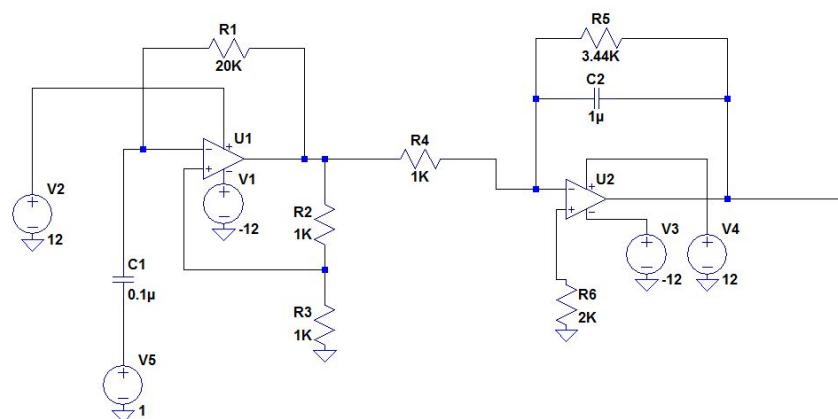 R1
20K
U1
V1
-12
V2
12
C1
0.1µ
V5
1
R2
1K
R3
1K
R4
1K
R5
3.44K
C2
1µ
U2
V3
-12
V4
12
R6
2K